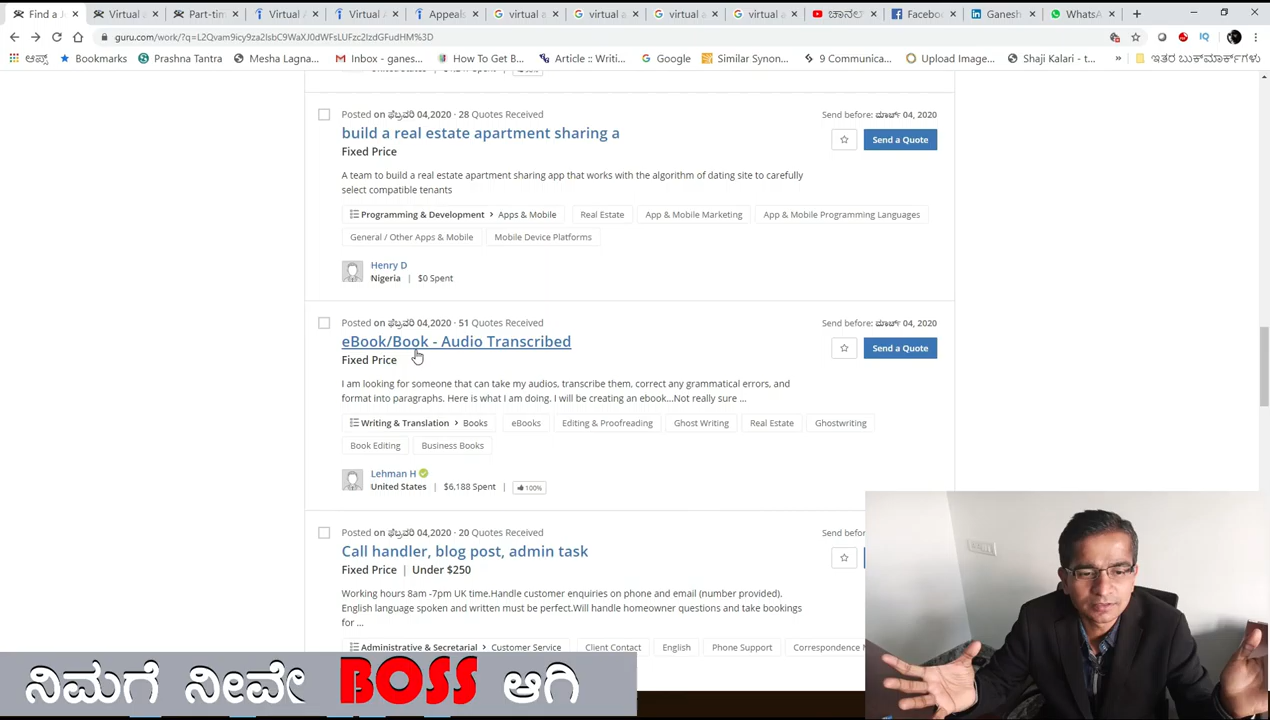 Find a J
Virtual a
Part-tim
Virtual A
Virtual A
Appeals
virtual a
virtual a
virtual a
virtual a
ಚಾನಲ್
Faceboo
Ganesh
WhatsA
guru.com/work/?q=L2Qvam9icy9za2lsbC9WaXJ0dWFsLUFzc2lzdGFudHM%3D
ಆಪ್ಸ್ Bookmarks Prashna Tarot Mesha Lagna... Inbox - ganes... How To Get B... Article :: Writi... Google Similar Synon... 9 Communica... Upload Image... Shaji Kalari - t... » ಇತರ ಬುಕ್‌ಮಾರ್ಕ್‌ಗಳು
Posted on ಫೆಬ್ರವರಿ 04,2020 · 28 Quotes Received
Send before: ಮಾರ್ಚ್ 04, 2020
build a real estate apartment sharing a
Send a Quote
Fixed Price
A team to build a real estate apartment sharing app that works with the algorithm of dating site to carefully
select compatible tenants
Programming & Development > Apps & Mobile Real Estate App & Mobile Marketing App & Mobile Programming Languages
General / Other Apps & Mobile Mobile Device Platforms
Henry D
Nigeria | $0 Spent
Posted on ಫೆಬ್ರವರಿ 04,2020 · 51 Quotes Received
Send before: ಮಾರ್ಚ್ 04, 2020
eBook/Book - Audio Transcribed
Send a Quote
Fixed Price
I am looking for someone that can take my audios, transcribe them, correct any grammatical errors, and
format into paragraphs. Here is what I am doing. I will be creating an ebook...Not really sure ...
Writing & Translation > Books eBooks Editing & Proofreading Ghost Writing Real Estate Ghostwriting
Book Editing Business Books
Lehman H
United States | $6,188 Spent | 100%
Posted on ಫೆಬ್ರವರಿ 04,2020 · 20 Quotes Received
Send befor
Call handler, blog post, admin task
Fixed Price | Under $250
Working hours 8am -7pm UK time.Handle customer enquiries on phone and email (number provided).
English language spoken and written must be perfect.Will handle homeowner questions and take bookings
for ...
Administrative & Secretarial > Customer Service Client Contact English Phone Support Correspondence M
ನಿಮಗೆ ನೀವೇ BOSS ಆಗಿ